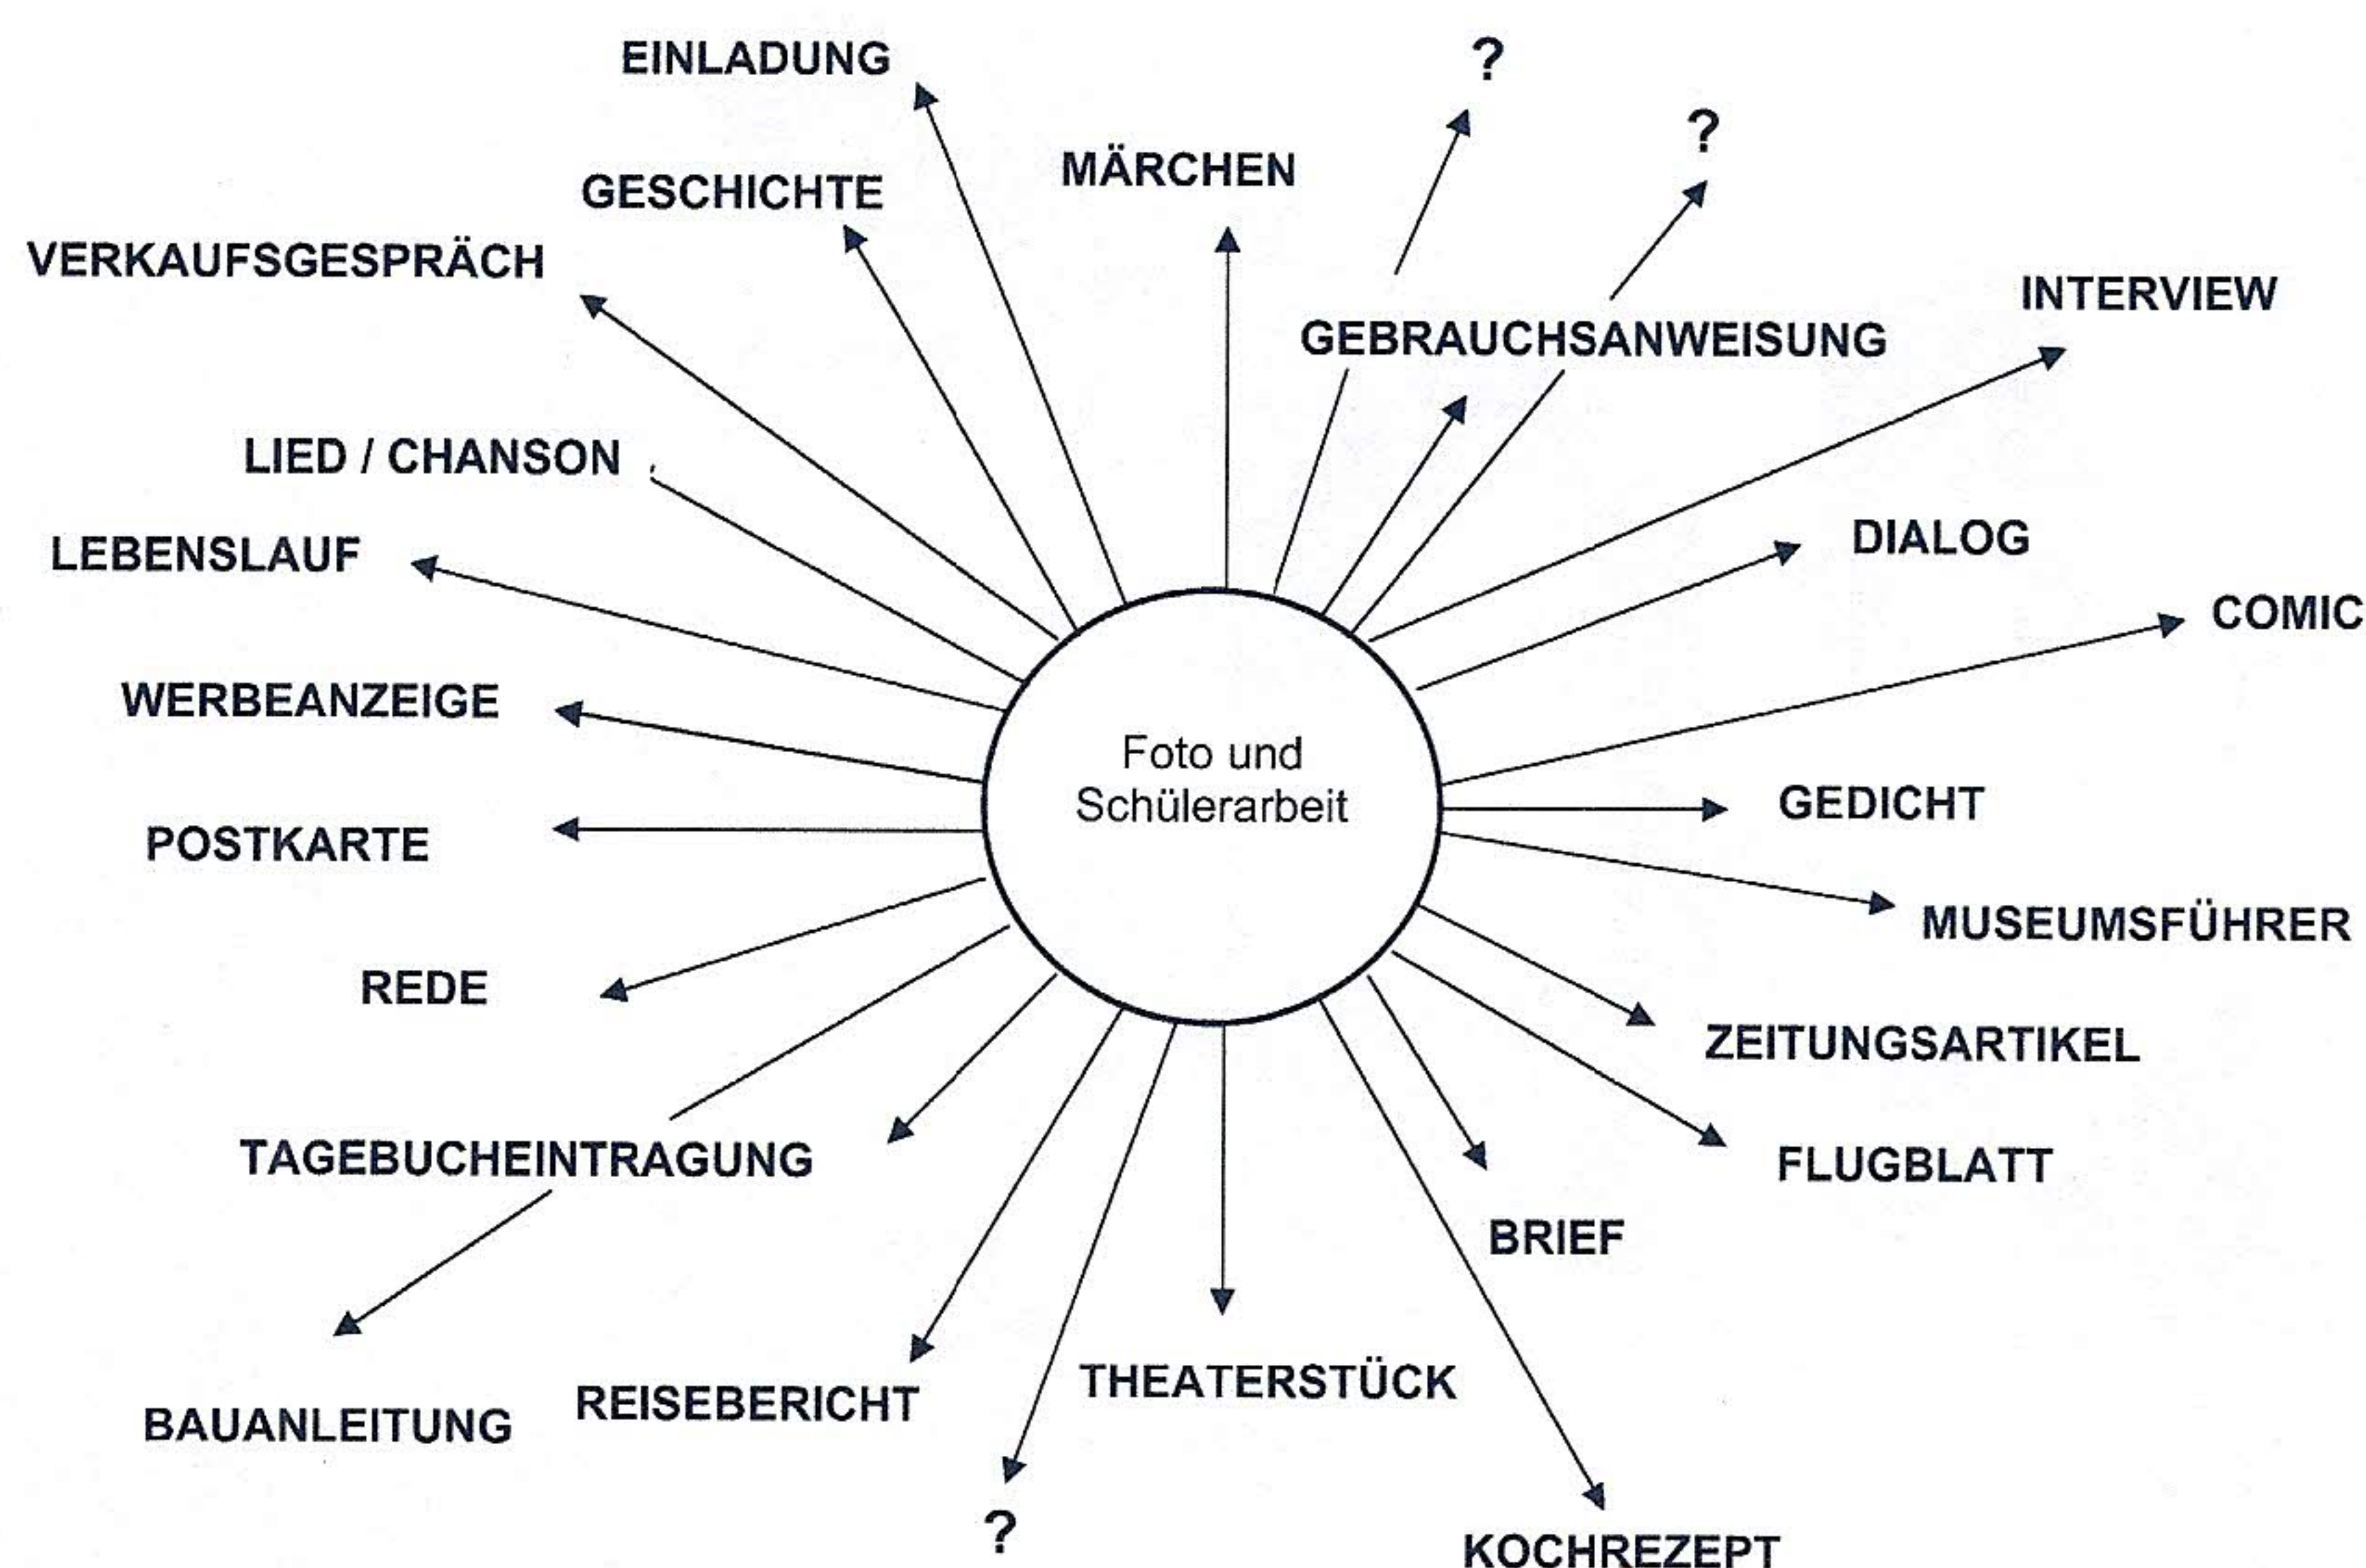 EINLADUNG
?
?
MÄRCHEN
GESCHICHTE
VERKAUFSGESPRÄCH
INTERVIEW
GEBRAUCHSANWEISUNG
LIED / CHANSON
DIALOG
LEBENSLAUF
COMIC
WERBEANZEIGE
Foto und
Schülerarbeit
GEDICHT
POSTKARTE
MUSEUMSFÜHRER
REDE
ZEITUNGSARTIKEL
TAGEBUCHEINTRAGUNG
FLUGBLATT
BRIEF
THEATERSTÜCK
REISEBERICHT
BAUANLEITUNG
?
KOCHREZEPT